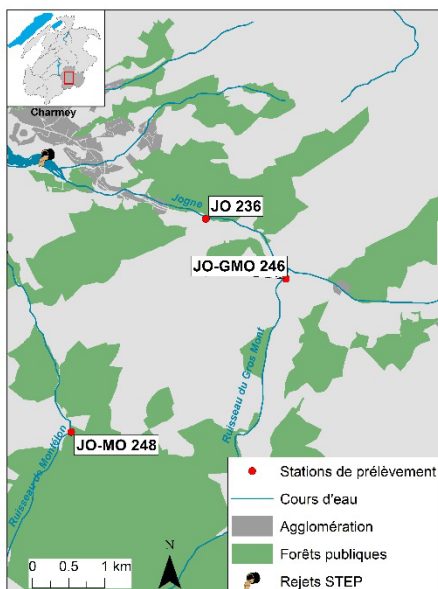 Charmey
Jogne
JO 236
JO-GMO 246
Ruisseau du Gros Mont
JO-MO 248
Ruisseau de Montélon
N
0 0.5 1 km
Stations de prélèvement
Cours d'eau
Agglomération
Forêts publiques
Rejets STEP